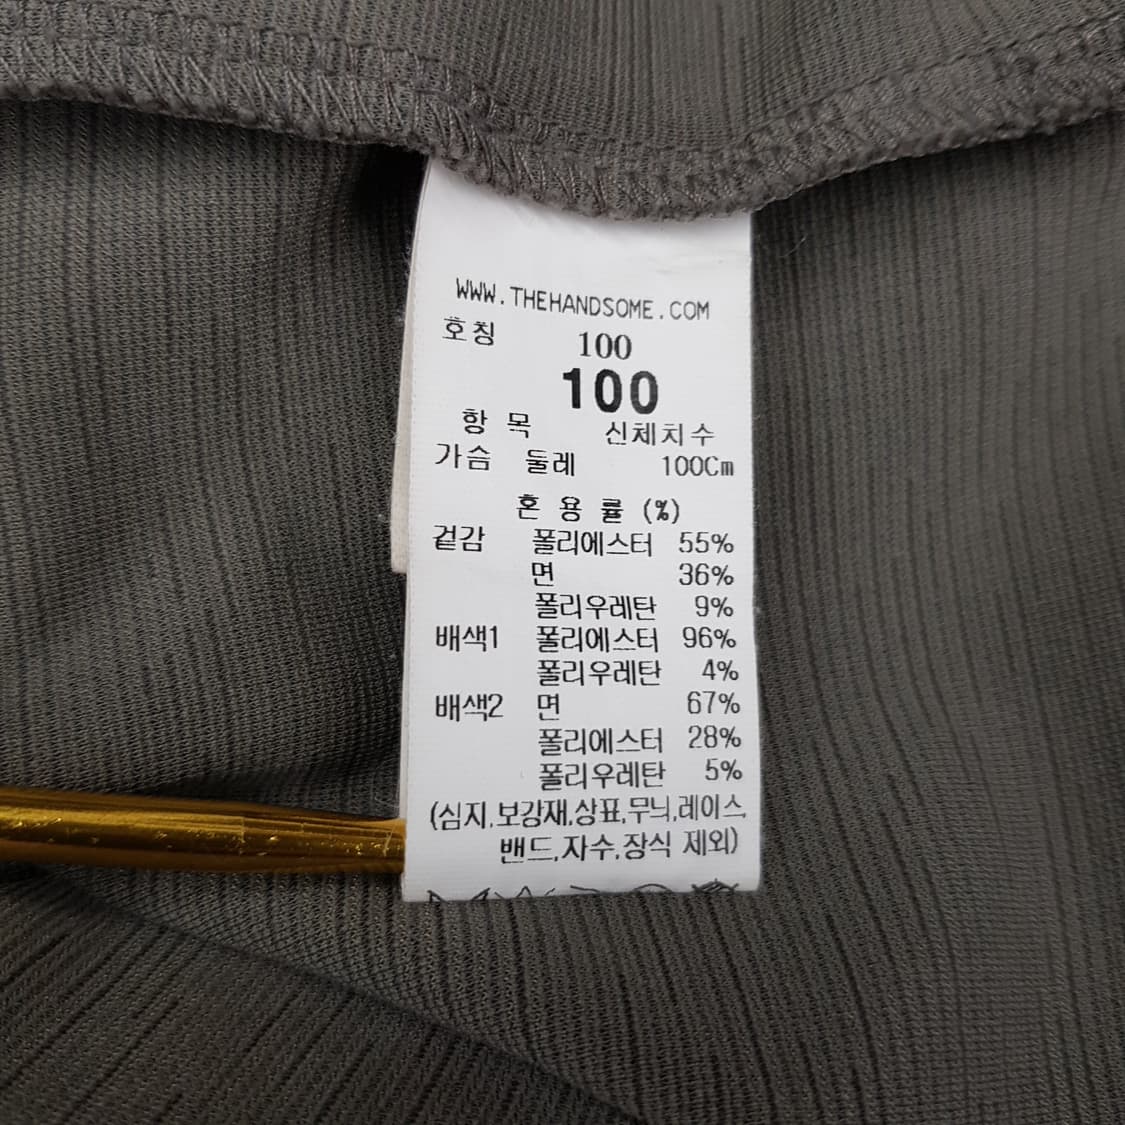 WWW.THEHANDSOME.COM
호칭 100
100
항 목 신체치수
가슴 둘레 100Cm
혼 용 률 (%)
겉감 폴리에스터 55%
면 36%
폴리우레탄 9%
배색1 폴리에스터 96%
폴리우레탄 4%
배색2 면 67%
폴리에스터 28%
폴리우레탄 5%
(심지,보강재,상표,무늬,레이스,
밴드,자수,장식 제외)